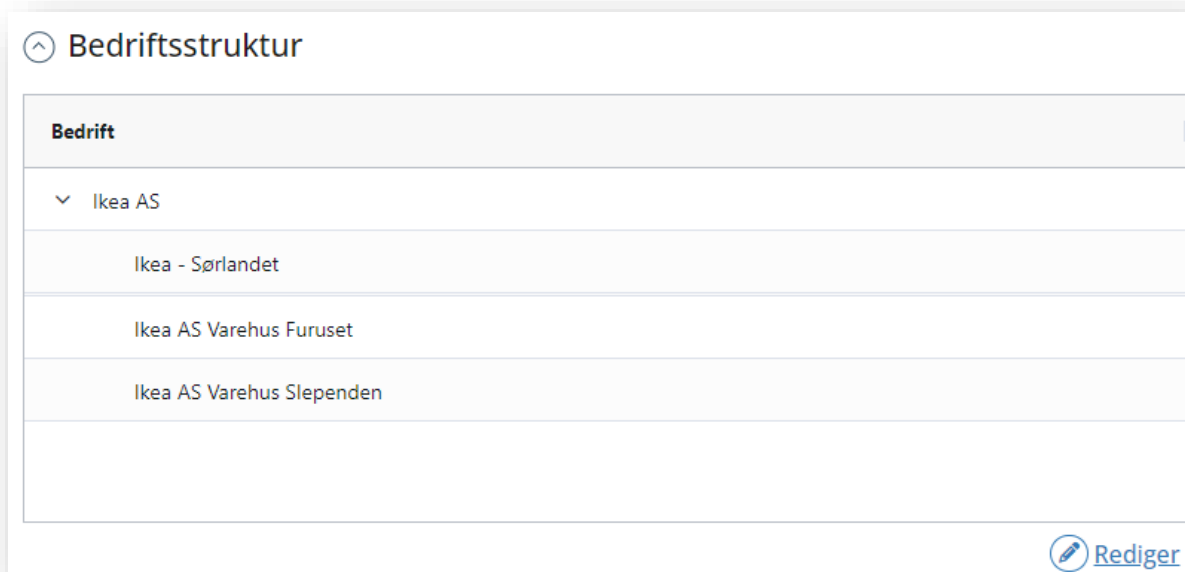 Bedriftsstruktur
Bedrift
Ikea AS
Ikea - Sørlandet
Ikea AS Varehus Furuset
Ikea AS Varehus Slependen
Rediger